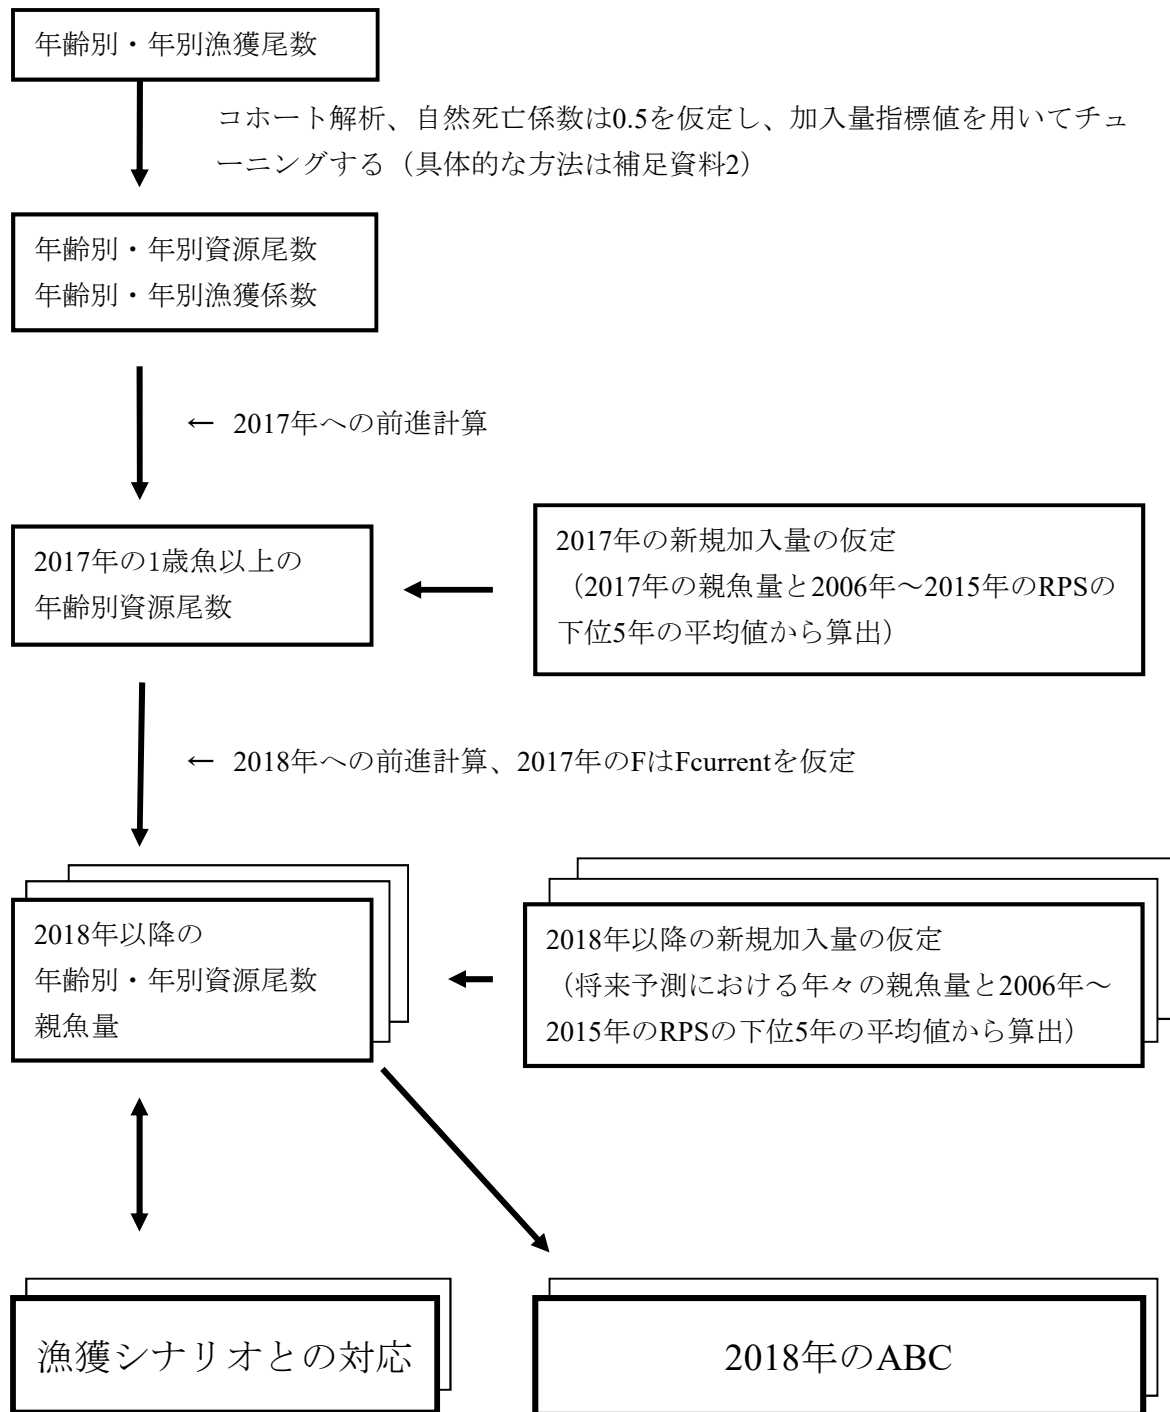 年齢別・年別漁獲尾数
コホート解析、自然死亡係数は0.5を仮定し、加入量指標値を用いてチュ
ーニングする（具体的な方法は補足資料2）
年齢別・年別資源尾数
年齢別・年別漁獲係数
← 2017年への前進計算
2017年の1歳魚以上の
年齢別資源尾数
2017年の新規加入量の仮定
（2017年の親魚量と2006年～2015年のRPSの
下位5年の平均値から算出）
← 2018年への前進計算、2017年のFはFcurrentを仮定
2018年以降の
年齢別・年別資源尾数
親魚量
2018年以降の新規加入量の仮定
（将来予測における年々の親魚量と2006年～
2015年のRPSの下位5年の平均値から算出）
漁獲シナリオとの対応
2018年のABC